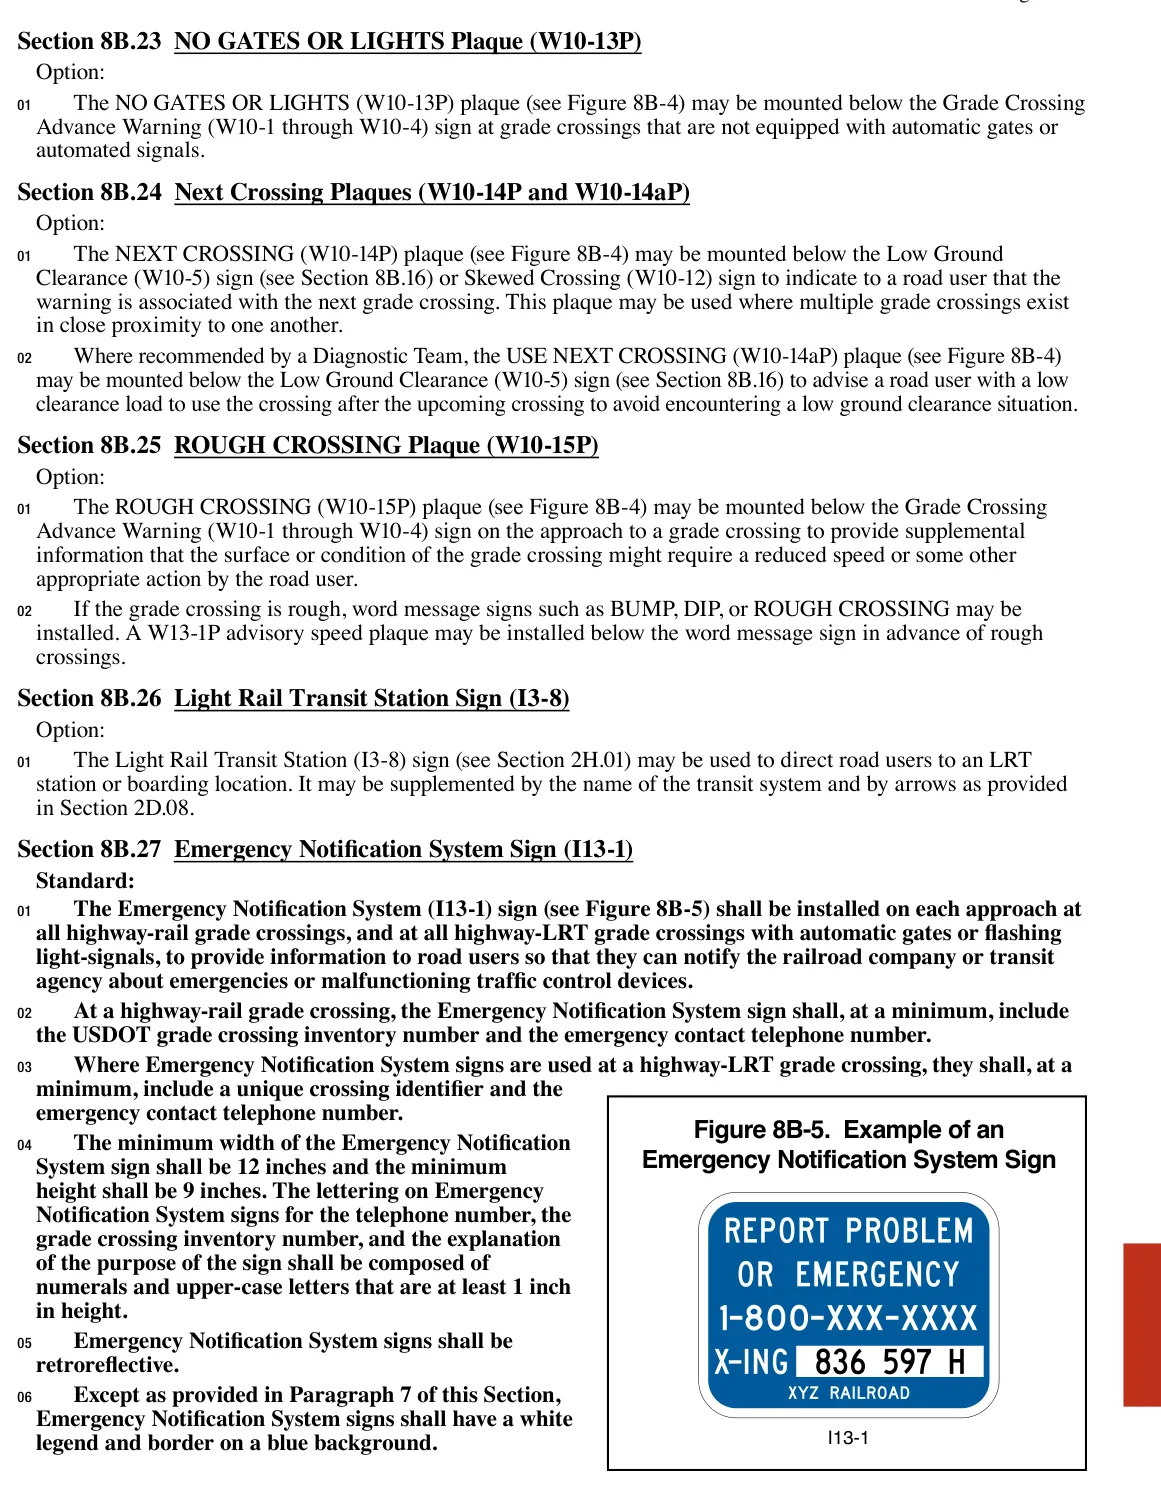 Section 8B.23 NO GATES OR LIGHTS Plaque (W10-13P)
Option:
01 The NO GATES OR LIGHTS (W10-13P) plaque (see Figure 8B-4) may be mounted below the Grade Crossing
Advance Warning (W10-1 through W10-4) sign at grade crossings that are not equipped with automatic gates or
automated signals.
Section 8B.24 Next Crossing Plaques (W10-14P and W10-14aP)
Option:
01 The NEXT CROSSING (W10-14P) plaque (see Figure 8B-4) may be mounted below the Low Ground
Clearance (W10-5) sign (see Section 8B.16) or Skewed Crossing (W10-12) sign to indicate to a road user that the
warning is associated with the next grade crossing. This plaque may be used where multiple grade crossings exist
in close proximity to one another.
02 Where recommended by a Diagnostic Team, the USE NEXT CROSSING (W10-14aP) plaque (see Figure 8B-4)
may be mounted below the Low Ground Clearance (W10-5) sign (see Section 8B.16) to advise a road user with a low
clearance load to use the crossing after the upcoming crossing to avoid encountering a low ground clearance situation.
Section 8B.25 ROUGH CROSSING Plaque (W10-15P)
Option:
01 The ROUGH CROSSING (W10-15P) plaque (see Figure 8B-4) may be mounted below the Grade Crossing
Advance Warning (W10-1 through W10-4) sign on the approach to a grade crossing to provide supplemental
information that the surface or condition of the grade crossing might require a reduced speed or some other
appropriate action by the road user.
02 If the grade crossing is rough, word message signs such as BUMP, DIP, or ROUGH CROSSING may be
installed. A W13-1P advisory speed plaque may be installed below the word message sign in advance of rough
crossings.
Section 8B.26 Light Rail Transit Station Sign (I3-8)
Option:
01 The Light Rail Transit Station (I3-8) sign (see Section 2H.01) may be used to direct road users to an LRT
station or boarding location. It may be supplemented by the name of the transit system and by arrows as provided
in Section 2D.08.
Section 8B.27 Emergency Notification System Sign (I13-1)
Standard:
01 The Emergency Notification System (I13-1) sign (see Figure 8B-5) shall be installed on each approach at
all highway-rail grade crossings, and at all highway-LRT grade crossings with automatic gates or flashing
light-signals, to provide information to road users so that they can notify the railroad company or transit
agency about emergencies or malfunctioning traffic control devices.
02 At a highway-rail grade crossing, the Emergency Notification System sign shall, at a minimum, include
the USDOT grade crossing inventory number and the emergency contact telephone number.
03 Where Emergency Notification System signs are used at a highway-LRT grade crossing, they shall, at a
minimum, include a unique crossing identifier and the
emergency contact telephone number.
04 The minimum width of the Emergency Notification
System sign shall be 12 inches and the minimum
height shall be 9 inches. The lettering on Emergency
Notification System signs for the telephone number, the
grade crossing inventory number, and the explanation
of the purpose of the sign shall be composed of
numerals and upper-case letters that are at least 1 inch
in height.
05 Emergency Notification System signs shall be
retroreflective.
06 Except as provided in Paragraph 7 of this Section,
Emergency Notification System signs shall have a white
legend and border on a blue background.
Figure 8B-5. Example of an
Emergency Notification System Sign
REPORT PROBLEM
OR EMERGENCY
1-800-XXX-XXXX
X-ING 836 597 H
XYZ RAILROAD
I13-1